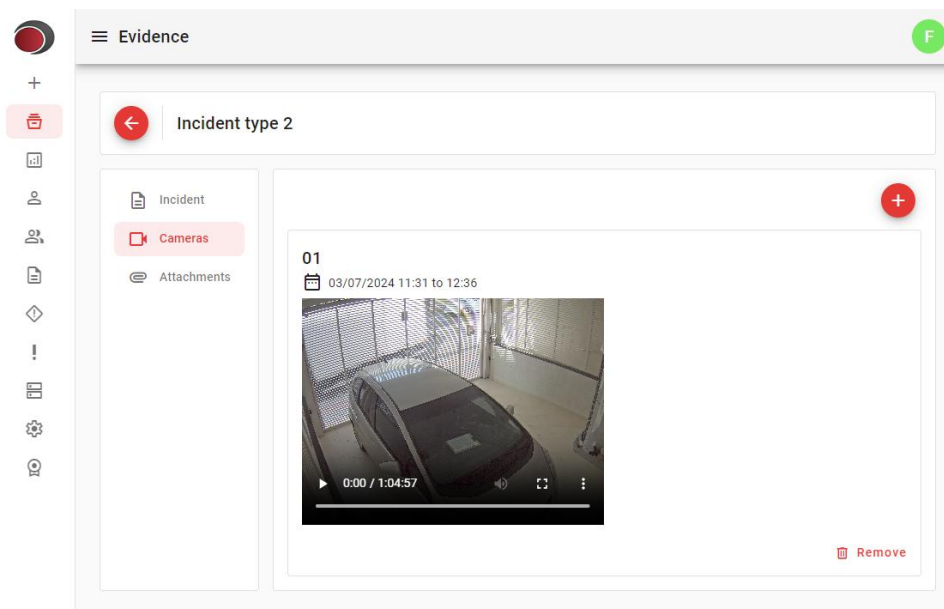 Evidence
F
Incident type 2
Incident
Cameras
Attachments
01
03/07/2024 11:31 to 12:36
0:00 / 1:04:57
Remove